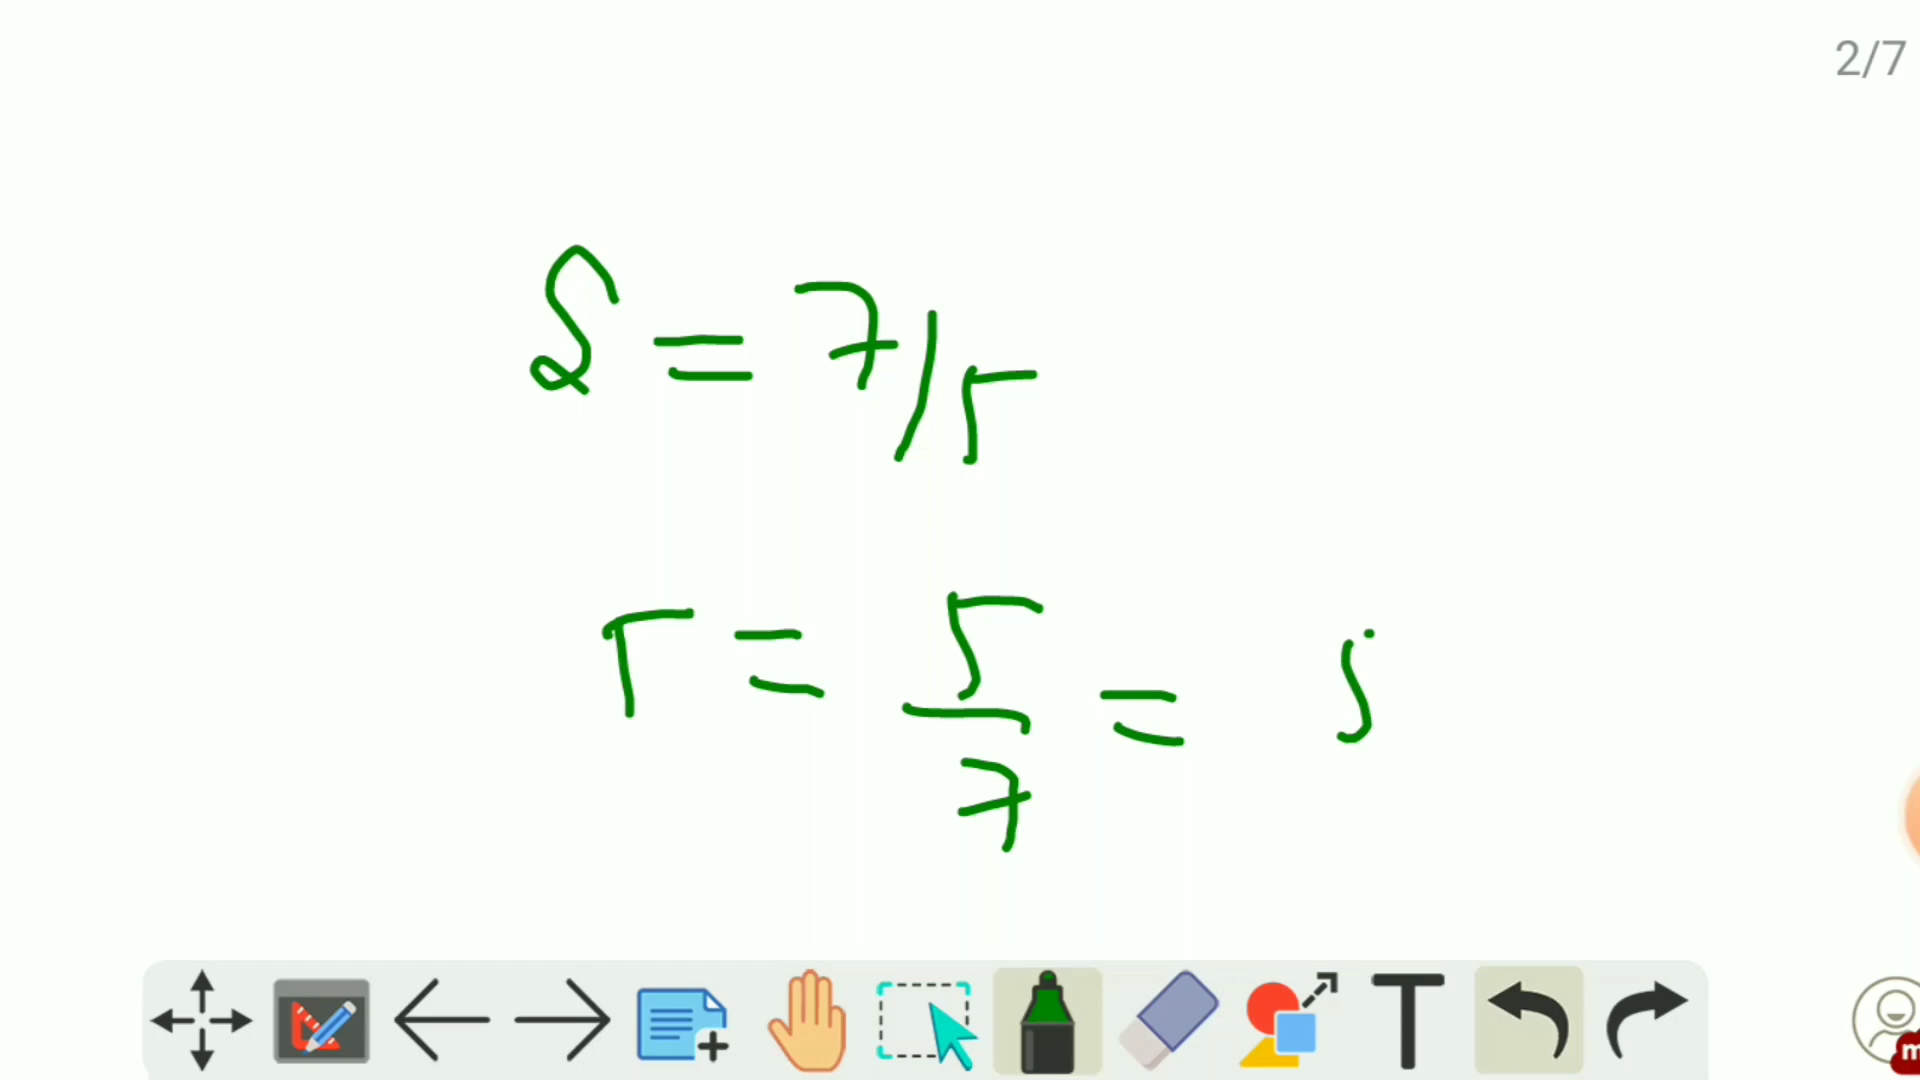 2/7
S = 7/r
r = 5/7 = 5